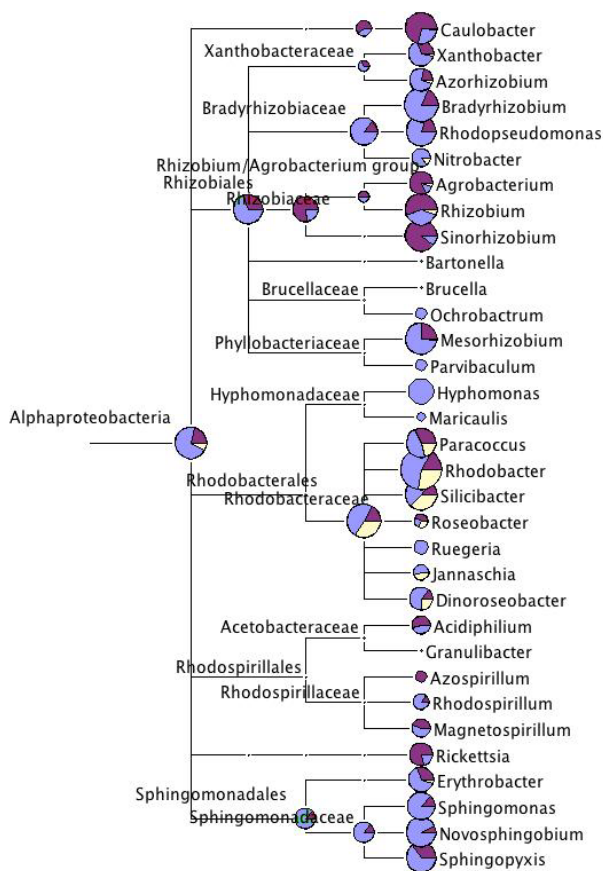 Caulobacter
Xanthobacteraceae
Xanthobacter
Azorhizobium
Bradyrhizobiaceae
Bradyrhizobium
Rhodopseudomonas
Nitrobacter
Rhizobium/Agrobacterium group
Rhizobiales
Agrobacterium
Rhizobiaceae
Rhizobium
Sinorhizobium
Bartonella
Brucellaceae
Brucella
Ochrobactrum
Phyllobacteriaceae
Mesorhizobium
Parvibaculum
Hyphomonadaceae
Hyphomonas
Maricaulis
Alphaproteobacteria
Paracoccus
Rhodobacter
Rhodobacterales
Rhodobacteraceae
Silicibacter
Roseobacter
Ruegeria
Jannaschia
Dinoroseobacter
Acetobacteraceae
Acidiphilium
Granulibacter
Rhodospirillales
Azospirillum
Rhodospirillaceae
Rhodospirillum
Magnetospirillum
Rickettsia
Erythrobacter
Sphingomonadales
Sphingomonas
Sphingomonadaceae
Novosphingobium
Sphingopyxis